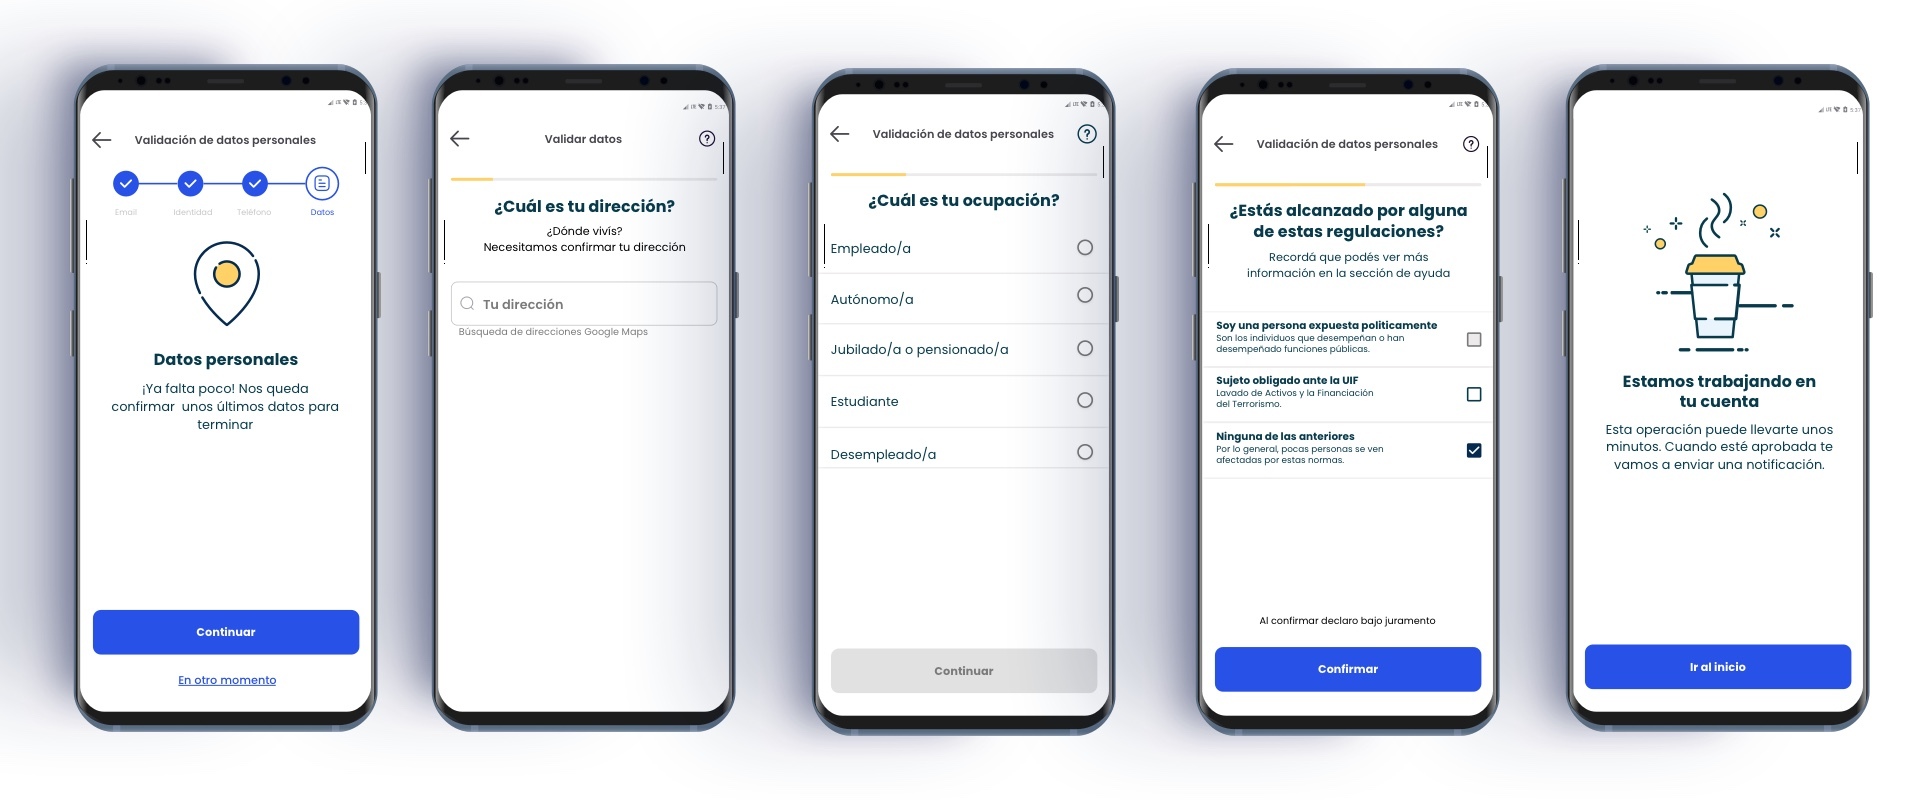 Validación de datos personales
Email
Identidad
Teléfono
Datos
Datos personales
¡Ya falta poco! Nos queda
confirmar unos últimos datos para
terminar
Continuar
En otro momento
Validar datos
?
¿Cuál es tu dirección?
¿Dónde vivís?
Necesitamos confirmar tu dirección
Tu dirección
Búsqueda de direcciones Google Maps
Validación de datos personales
?
¿Cuál es tu ocupación?
Empleado/a
Autónomo/a
Jubilado/a o pensionado/a
Estudiante
Desempleado/a
Continuar
Validación de datos personales
?
¿Estás alcanzado por alguna
de estas regulaciones?
Recordá que podés ver más
información en la sección de ayuda
Soy una persona expuesta politicamente
Son los individuos que desempeñan o han
desempeñado funciones públicas.
Sujeto obligado ante la UIF
Lavado de Activos y la Financiación
del Terrorismo.
Ninguna de las anteriores
Por lo general, pocas personas se ven
afectadas por estas normas.
Al confirmar declaro bajo juramento
Confirmar
Estamos trabajando en
tu cuenta
Esta operación puede llevarte unos
minutos. Cuando esté aprobada te
vamos a enviar una notificación.
Ir al inicio